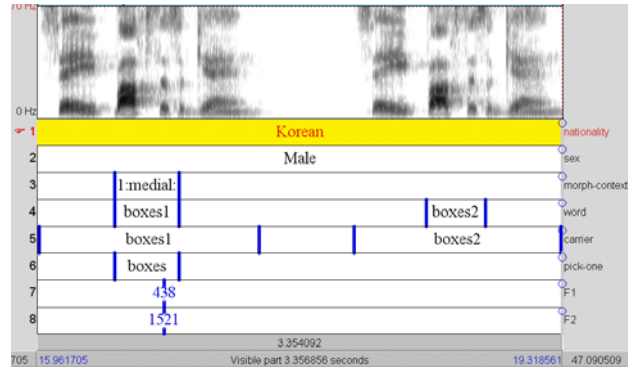 0 Hz
1 Korean nationality
2 Male sex
3 1:medial: morph-context
4 boxes1 boxes2 word
5 boxes1 boxes2 carrier
6 boxes pick-one
7 438 F1
8 1521 F2
3.354092
705 15.961705 Visible part 3.356856 seconds 19.318561 47.090509